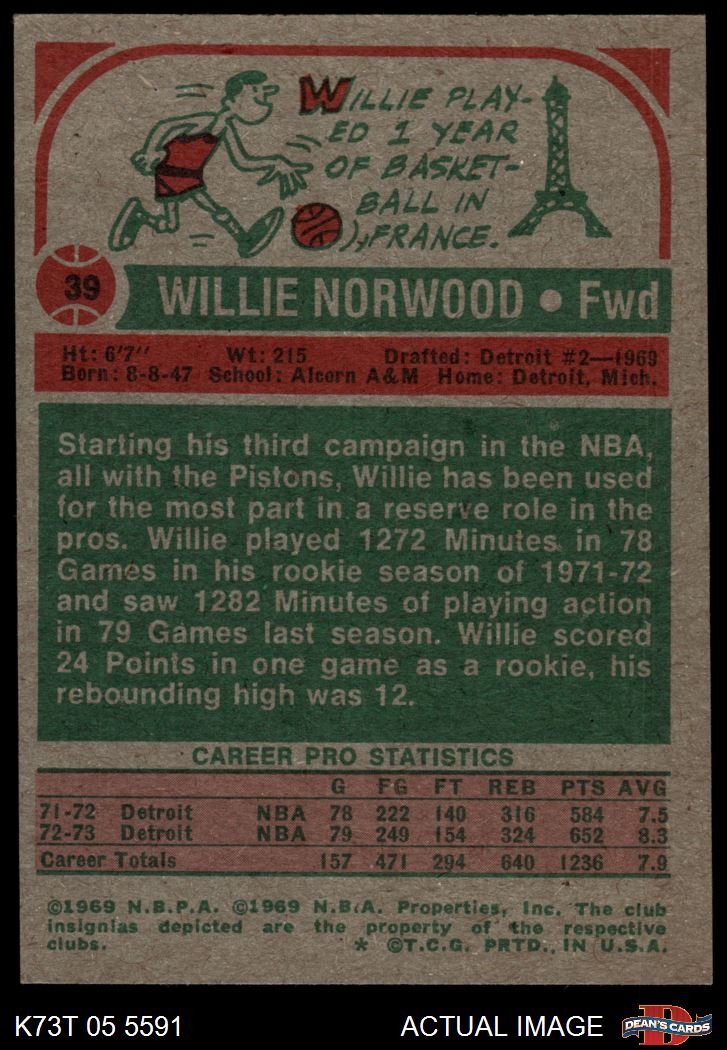 WILLIE PLAY-
ED 1 YEAR
OF BASKET-
BALL IN
FRANCE.
39
WILLIE NORWOOD • Fwd
Ht: 6'7" Wt: 215 Drafted: Detroit #2—1969
Born: 8-8-47 School: Alcorn A&M Home: Detroit, Mich.
Starting his third campaign in the NBA,
all with the Pistons, Willie has been used
for the most part in a reserve role in the
pros. Willie played 1272 Minutes in 78
Games in his rookie season of 1971-72
and saw 1282 Minutes of playing action
in 79 Games last season. Willie scored
24 Points in one game as a rookie, his
rebounding high was 12.
CAREER PRO STATISTICS
G FG FT REB PTS AVG
71-72 Detroit NBA 78 222 140 316 584 7.5
72-73 Detroit NBA 79 249 154 324 652 8.3
Career Totals 157 471 294 640 1236 7.9
©1969 N.B.P.A. ©1969 N.B.A. Properties, Inc. The club
insignias depicted are the property of the respective
clubs. * ©T.C.G. PRTD., IN U.S.A.
K73T 05 5591 ACTUAL IMAGE
D
DEAN'S CARDS